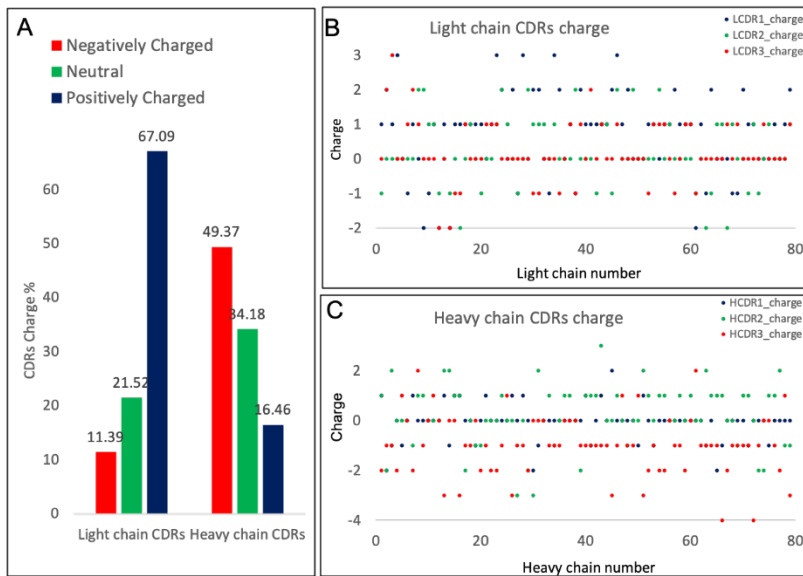 A
Negatively Charged
Neutral
Positively Charged
67.09
49.37
34.18
21.52
16.46
11.39
CDRs Charge %
60
50
40
30
20
10
0
Light chain CDRs
Heavy chain CDRs
B
Light chain CDRs charge
LCDR1_charge
LCDR2_charge
LCDR3_charge
Charge
3
2
1
0
-1
-2
0
20
40
60
80
Light chain number
C
Heavy chain CDRs charge
HCDR1_charge
HCDR2_charge
HCDR3_charge
Charge
2
0
-2
-4
0
20
40
60
80
Heavy chain number